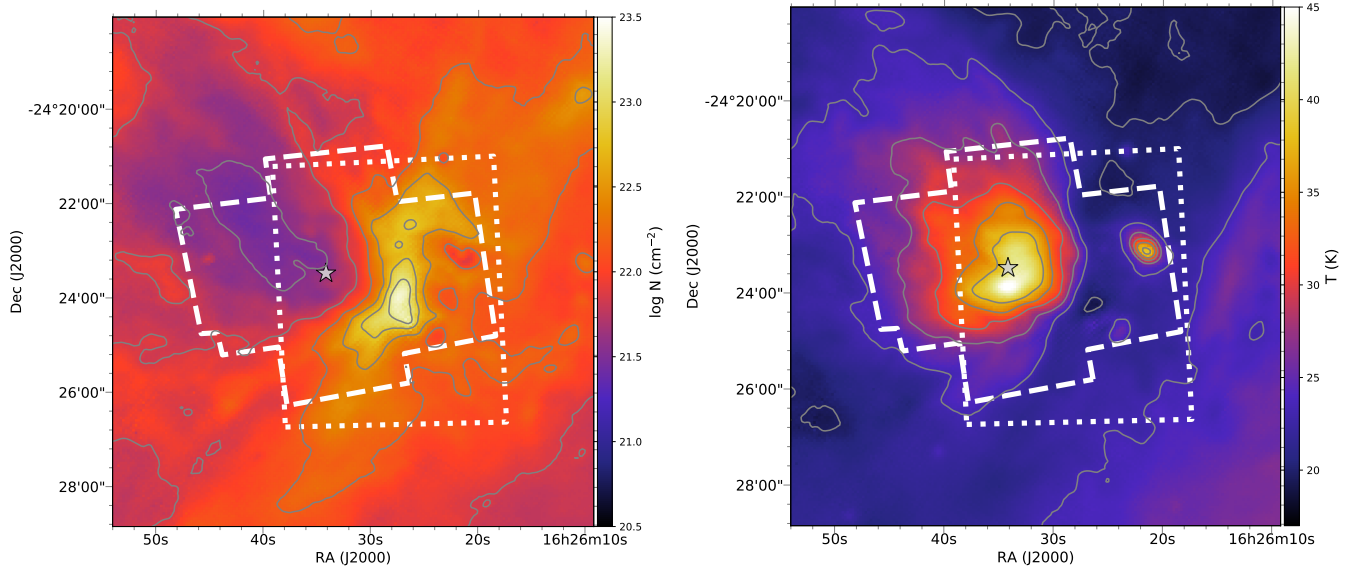 -24°20'00"
22'00"
24'00"
26'00"
28'00"
Dec (J2000)
50s
40s
30s
20s
16h26m10s
RA (J2000)
23.5
23.0
22.5
22.0
21.5
21.0
20.5
log N (cm⁻²)
-24°20'00"
22'00"
24'00"
26'00"
28'00"
Dec (J2000)
50s
40s
30s
20s
16h26m10s
RA (J2000)
45
40
35
30
25
20
T (K)